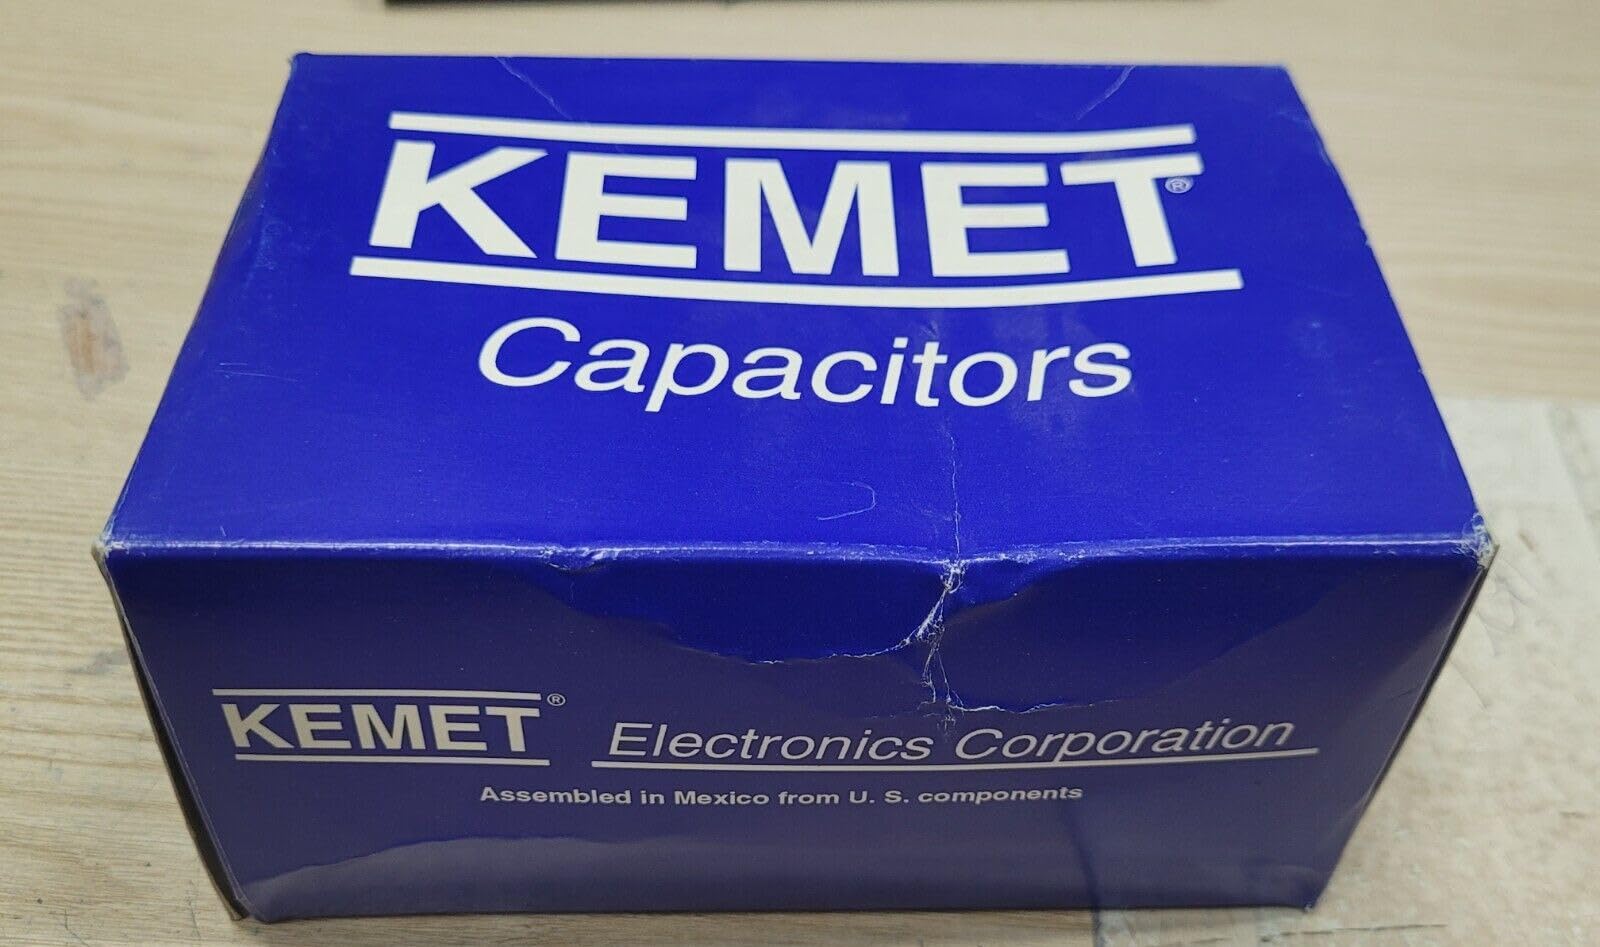 KEMET®
Capacitors
KEMET® Electronics Corporation
Assembled in Mexico from U. S. components